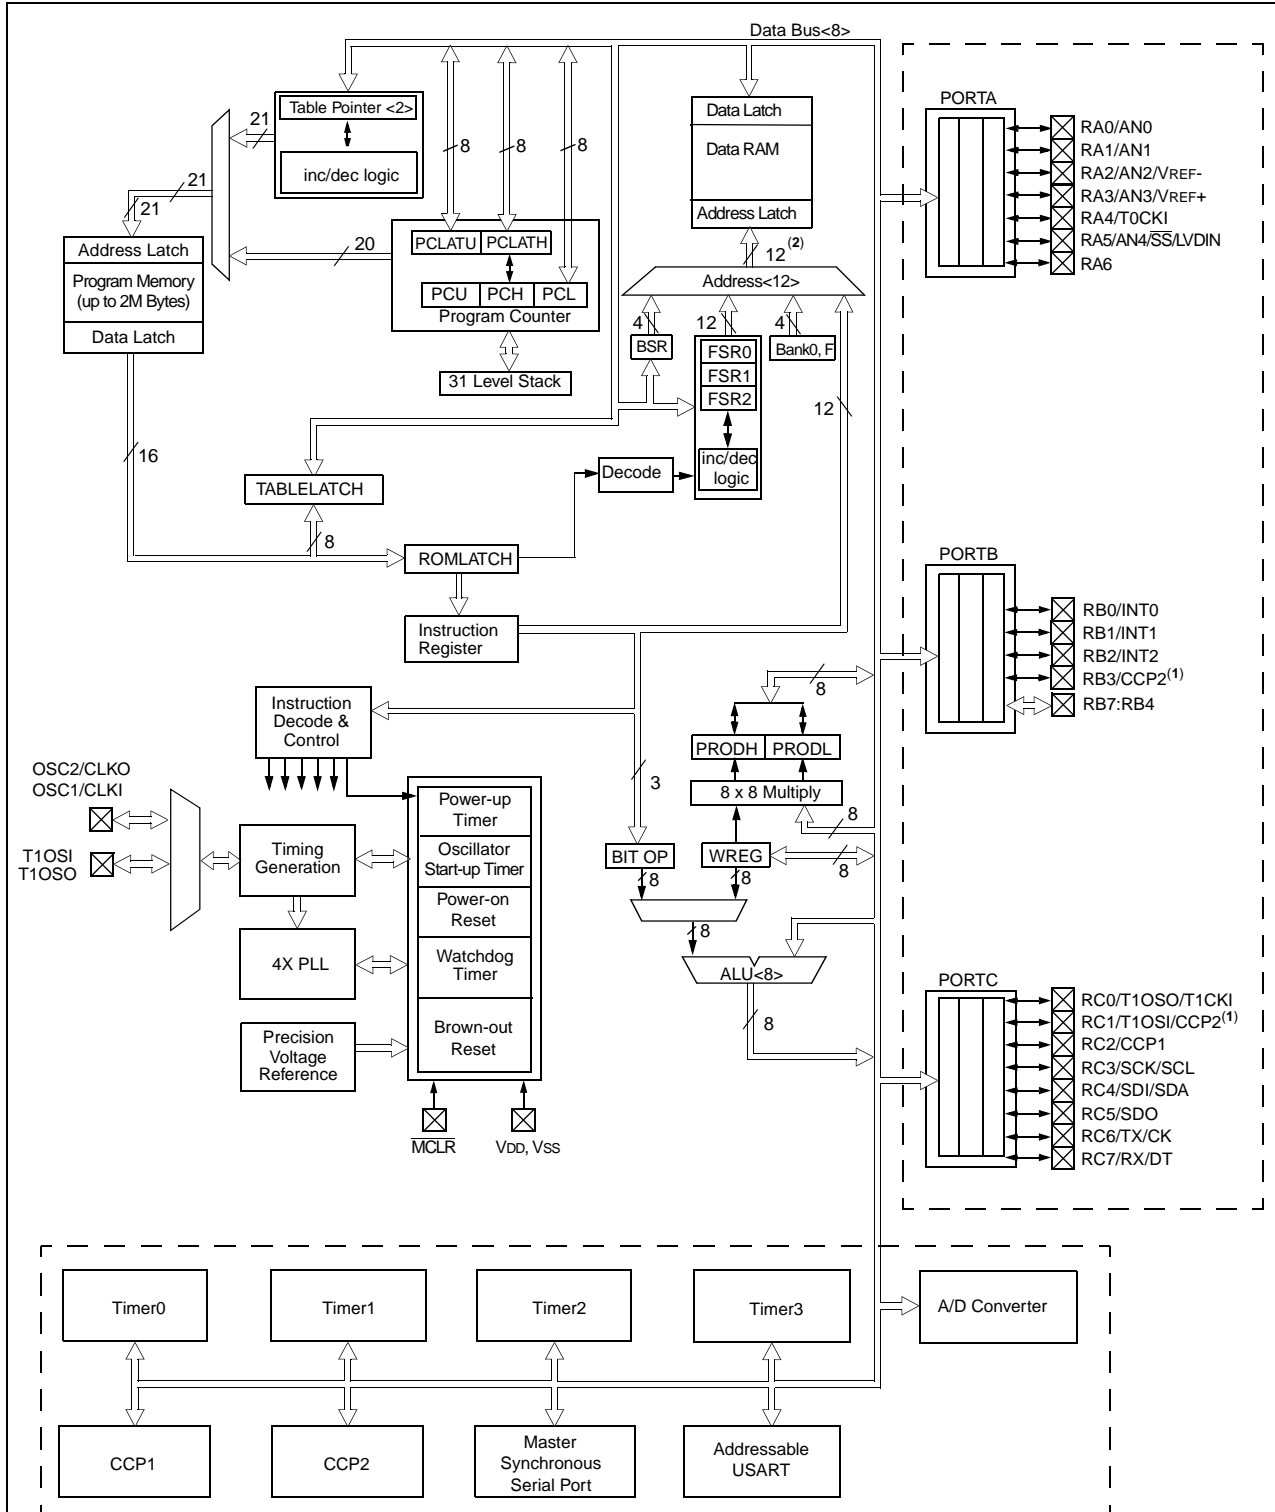 Data Bus<8>
Table Pointer <2>
inc/dec logic
21
21
21
8
8
8
20
PCLATU
PCLATH
PCU
PCH
PCL
Program Counter
31 Level Stack
Address Latch
Program Memory
(up to 2M Bytes)
Data Latch
16
Data Latch
Data RAM
Address Latch
12(2)
Address<12>
4
12
4
BSR
FSR0
FSR1
FSR2
inc/dec
logic
Bank0, F
12
TABLELATCH
8
Decode
ROMLATCH
Instruction
Register
PORTA
RA0/AN0
RA1/AN1
RA2/AN2/VREF-
RA3/AN3/VREF+
RA4/T0CKI
RA5/AN4/SS/LVDIN
RA6
PORTB
RB0/INT0
RB1/INT1
RB2/INT2
RB3/CCP2(1)
RB7:RB4
Instruction
Decode &
Control
OSC2/CLKO
OSC1/CLKI
T1OSI
T1OSO
Timing
Generation
4X PLL
Precision
Voltage
Reference
Power-up
Timer
Oscillator
Start-up Timer
Power-on
Reset
Watchdog
Timer
Brown-out
Reset
MCLR
VDD, VSS
8
PRODH
PRODL
8 x 8 Multiply
3
8
BIT OP
WREG
8
8
8
8
ALU<8>
8
PORTC
RC0/T1OSO/T1CKI
RC1/T1OSI/CCP2(1)
RC2/CCP1
RC3/SCK/SCL
RC4/SDI/SDA
RC5/SDO
RC6/TX/CK
RC7/RX/DT
Timer0
Timer1
Timer2
Timer3
A/D Converter
CCP1
CCP2
Master
Synchronous
Serial Port
Addressable
USART